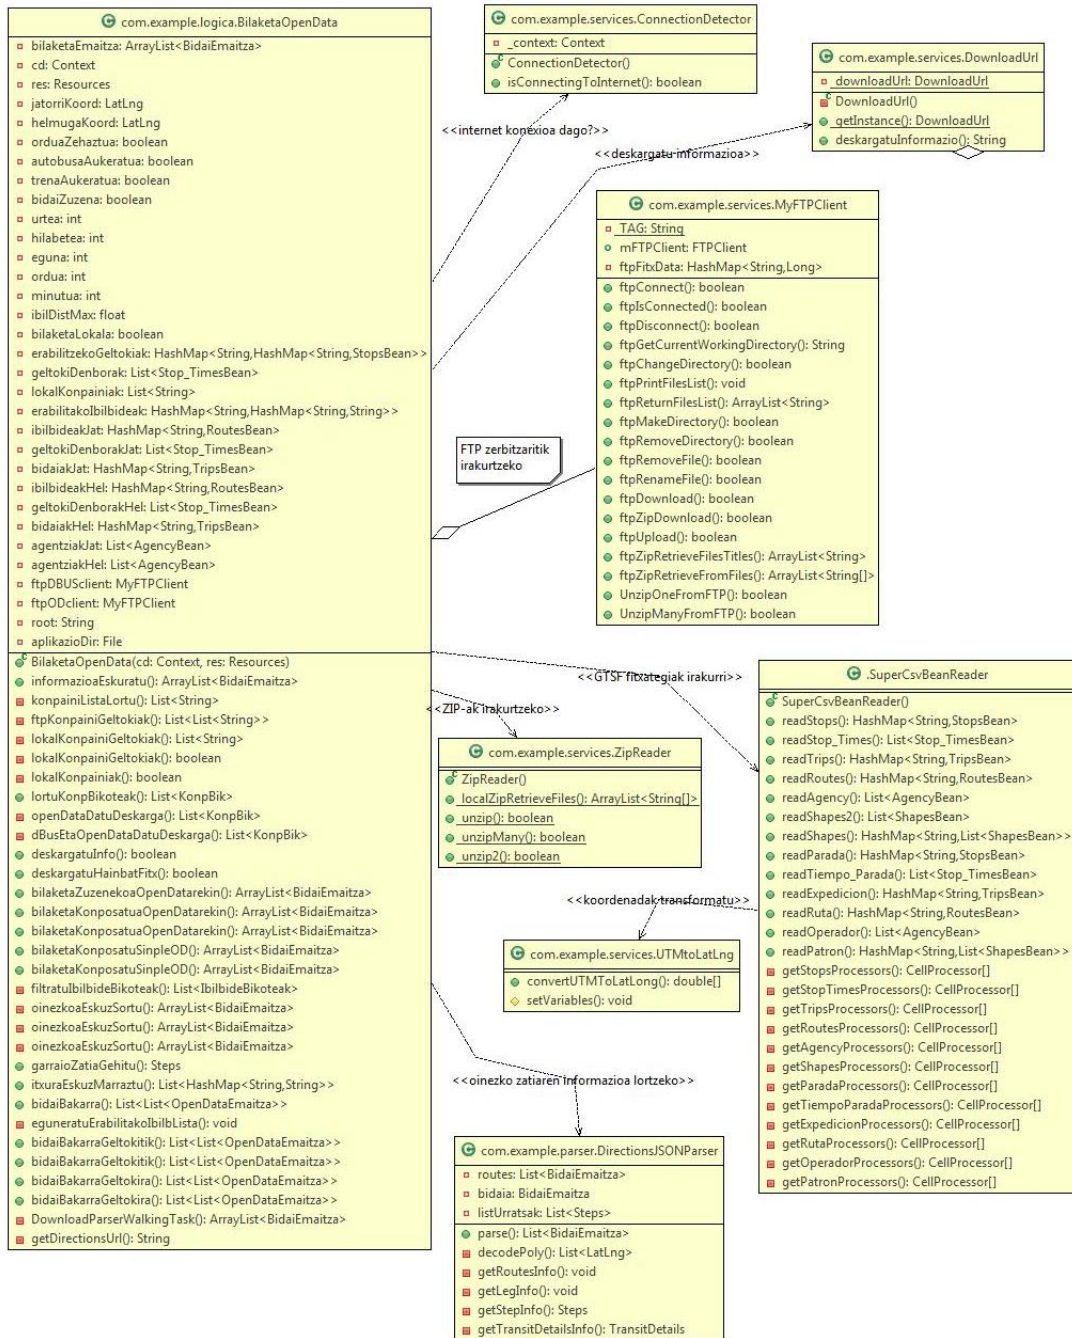 com.example.logica.BilaketaOpenData
bilaketaEmaitza: ArrayList<BidaiEmaitza>
cd: Context
res: Resources
jatorriKoord: LatLng
helmugaKoord: LatLng
orduaZehaztua: boolean
autobusaAukeratua: boolean
trenaAukeratua: boolean
bidaiZuzena: boolean
urtea: int
hilabetea: int
eguna: int
ordua: int
minutua: int
ibilDistMax: float
bilaketaLokala: boolean
erabilitzekoGeltokiak: HashMap<String,HashMap<String,StopsBean>>
geltokiDenborak: List<Stop_TimesBean>
lokalKonpainiak: List<String>
erabilitakoIbilbideak: HashMap<String,HashMap<String,String>>
ibilbideakJat: HashMap<String,RoutesBean>
geltokiDenborakJat: List<Stop_TimesBean>
bidaiakJat: HashMap<String,TripsBean>
ibilbideakHel: HashMap<String,RoutesBean>
geltokiDenborakHel: List<Stop_TimesBean>
bidaiakHel: HashMap<String,TripsBean>
agentziakJat: List<AgencyBean>
agentziakHel: List<AgencyBean>
ftpDBUSclient: MyFTPClient
ftpODclient: MyFTPClient
root: String
aplikazioDir: File
BilaketaOpenData(cd: Context, res: Resources)
informazioaEskuratu(): ArrayList<BidaiEmaitza>
konpainiListaLortu(): List<String>
ftpKonpainiGeltokiak(): List<List<String>>
lokalKonpainiGeltokiak(): List<String>
lokalKonpainiGeltokiak(): boolean
lokalKonpainiak(): boolean
lortuKonpBikoteak(): List<KonpBik>
openDataDatuDeskarga(): List<KonpBik>
dBusEtaOpenDataDatuDeskarga(): List<KonpBik>
deskargatuInfo(): boolean
deskargatuHainbatFitx(): boolean
bilaketaZuzenekoaOpenDatarekin(): ArrayList<BidaiEmaitza>
bilaketaKonposatuaOpenDatarekin(): ArrayList<BidaiEmaitza>
bilaketaKonposatuaOpenDatarekin(): ArrayList<BidaiEmaitza>
bilaketaKonposatuSinpleOD(): ArrayList<BidaiEmaitza>
bilaketaKonposatuSinpleOD(): ArrayList<BidaiEmaitza>
filtratuIbilbideBikoteak(): List<IbilbideBikoteak>
oinezkoaEskuzSortu(): ArrayList<BidaiEmaitza>
oinezkoaEskuzSortu(): ArrayList<BidaiEmaitza>
oinezkoaEskuzSortu(): ArrayList<BidaiEmaitza>
garraioZatiaGehitu(): Steps
itxuraEskuzMarraztu(): List<HashMap<String,String>>
bidaiBakarra(): List<List<OpenDataEmaitza>>
eguneratuErabilitakoIbilbLista(): void
bidaiBakarraGeltokitik(): List<List<OpenDataEmaitza>>
bidaiBakarraGeltokitik(): List<List<OpenDataEmaitza>>
bidaiBakarraGeltokira(): List<List<OpenDataEmaitza>>
bidaiBakarraGeltokira(): List<List<OpenDataEmaitza>>
DownloadParserWalkingTask(): ArrayList<BidaiEmaitza>
getDirectionsUrl(): String
com.example.services.ConnectionDetector
_context: Context
ConnectionDetector()
isConnectingToInternet(): boolean
<<internet konexioa dago?>>
com.example.services.DownloadUrl
downloadUrl: DownloadUrl
DownloadUrl()
getInstance(): DownloadUrl
deskargatuInformazio(): String
<<deskargatu informazioa>>
com.example.services.MyFTPClient
TAG: String
mFTPClient: FTPClient
ftpFitxData: HashMap<String,Long>
ftpConnect(): boolean
ftpIsConnected(): boolean
ftpDisconnect(): boolean
ftpGetCurrentWorkingDirectory(): String
ftpChangeDirectory(): boolean
ftpPrintFilesList(): void
ftpReturnFilesList(): ArrayList<String>
ftpMakeDirectory(): boolean
ftpRemoveDirectory(): boolean
ftpRemoveFile(): boolean
ftpRenameFile(): boolean
ftpDownload(): boolean
ftpZipDownload(): boolean
ftpUpload(): boolean
ftpZipRetrieveFilesTitles(): ArrayList<String>
ftpZipRetrieveFromFiles(): ArrayList<String[]>
UnzipOneFromFTP(): boolean
UnzipManyFromFTP(): boolean
FTP zerbitzaritik
irakurtzeko
<<GTSF fitxategiak irakurri>>
<<ZIP-ak irakurtzeko>>
com.example.services.ZipReader
ZipReader()
localZipRetrieveFiles(): ArrayList<String[]>
unzip(): boolean
unzipMany(): boolean
unzip2(): boolean
.SuperCsvBeanReader
SuperCsvBeanReader()
readStops(): HashMap<String,StopsBean>
readStop_Times(): List<Stop_TimesBean>
readTrips(): HashMap<String,TripsBean>
readRoutes(): HashMap<String,RoutesBean>
readAgency(): List<AgencyBean>
readShapes2(): List<ShapesBean>
readShapes(): HashMap<String,List<ShapesBean>>
readParada(): HashMap<String,StopsBean>
readTiempo_Parada(): List<Stop_TimesBean>
readExpedicion(): HashMap<String,TripsBean>
readRuta(): HashMap<String,RoutesBean>
readOperador(): List<AgencyBean>
readPatron(): HashMap<String,List<ShapesBean>>
getStopsProcessors(): CellProcessor[]
getStopTimesProcessors(): CellProcessor[]
getTripsProcessors(): CellProcessor[]
getRoutesProcessors(): CellProcessor[]
getAgencyProcessors(): CellProcessor[]
getShapesProcessors(): CellProcessor[]
getParadaProcessors(): CellProcessor[]
getTiempoParadaProcessors(): CellProcessor[]
getExpedicionProcessors(): CellProcessor[]
getRutaProcessors(): CellProcessor[]
getOperadorProcessors(): CellProcessor[]
getPatronProcessors(): CellProcessor[]
<<koordenadak transformatu>>
com.example.services.UTMtoLatLng
convertUTMToLatLong(): double[]
setVariables(): void
<<oinezko zatiaren informazioa lortzeko>>
com.example.parser.DirectionsJSONParser
routes: List<BidaiEmaitza>
bidaia: BidaiEmaitza
listUrratsak: List<Steps>
parse(): List<BidaiEmaitza>
decodePoly(): List<LatLng>
getRoutesInfo(): void
getLegInfo(): void
getStepInfo(): Steps
getTransitDetailsInfo(): TransitDetails